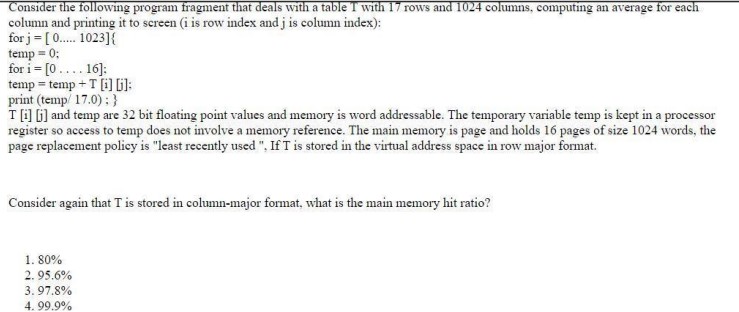 Consider the following program fragment that deals with a table T with 17 rows and 1024 columns, computing an average for each
column and printing it to screen (i is row index and j is column index):
for j = [ 0..... 1023]{
temp = 0;
for i = [0 . . . . 16];
temp = temp + T [i] [j];
print (temp/ 17.0) ; }
T [i] [j] and temp are 32 bit floating point values and memory is word addressable. The temporary variable temp is kept in a processor
register so access to temp does not involve a memory reference. The main memory is page and holds 16 pages of size 1024 words, the
page replacement policy is "least recently used ". If T is stored in the virtual address space in row major format.
Consider again that T is stored in column-major format, what is the main memory hit ratio?
1. 80%
2. 95.6%
3. 97.8%
4. 99.9%